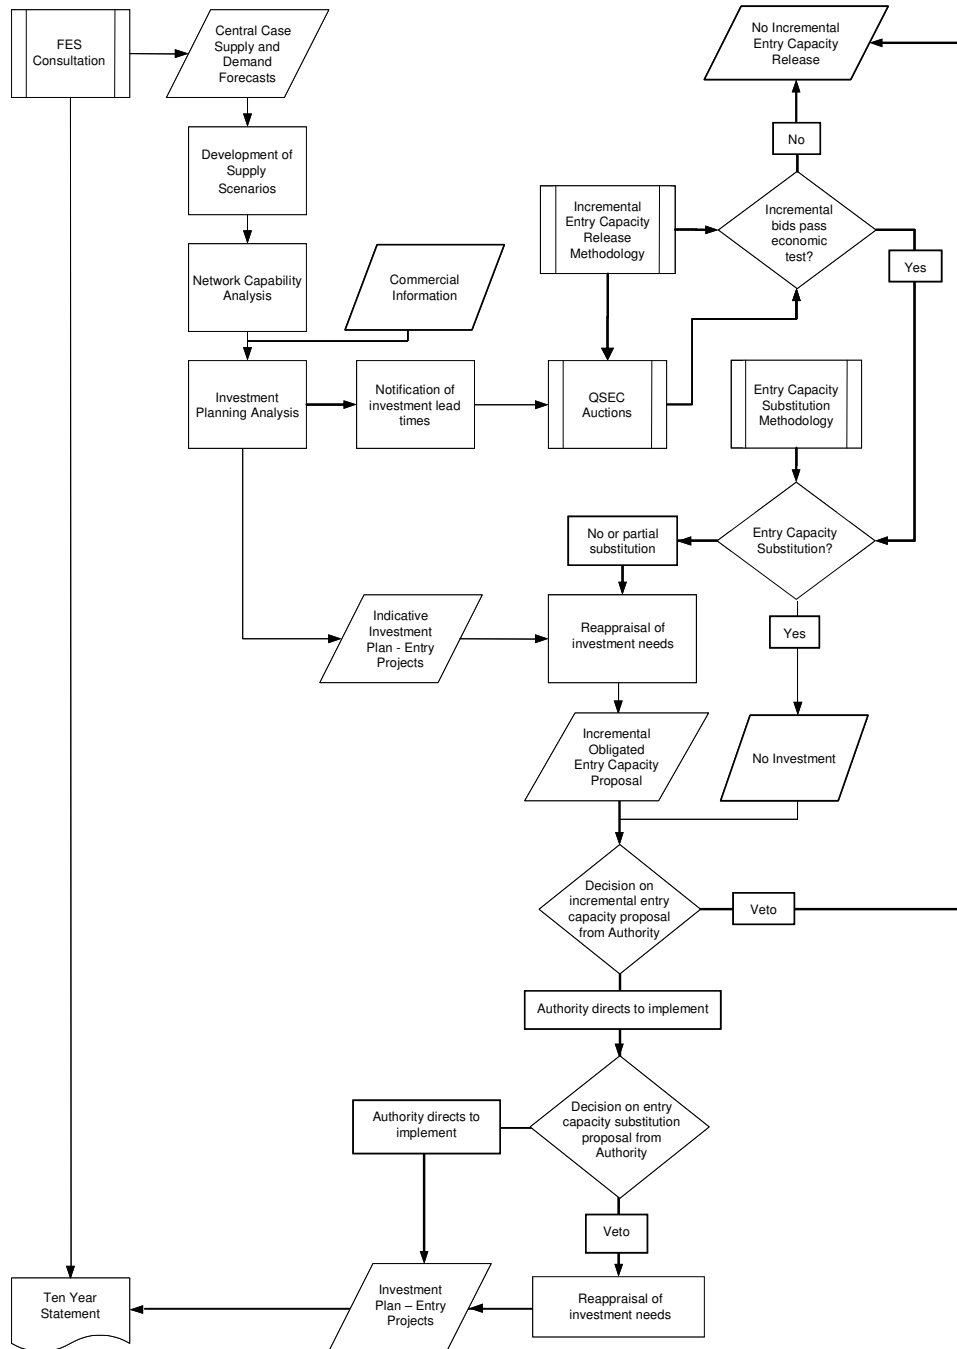 FES
Consultation
Central Case
Supply and
Demand
Forecasts
No Incremental
Entry Capacity
Release
No
Development of
Supply
Scenarios
Incremental
Entry Capacity
Release
Methodology
Incremental
bids pass
economic
test?
Yes
Network Capability
Analysis
Commercial
Information
Investment
Planning Analysis
Notification of
investment lead
times
QSEC
Auctions
Entry Capacity
Substitution
Methodology
No or partial
substitution
Entry Capacity
Substitution?
Yes
Indicative
Investment
Plan - Entry
Projects
Reappraisal of
investment needs
Incremental
Obligated
Entry Capacity
Proposal
No Investment
Decision on
incremental entry
capacity proposal
from Authority
Veto
Authority directs to implement
Authority directs to
implement
Decision on entry
capacity substitution
proposal from
Authority
Veto
Ten Year
Statement
Investment
Plan – Entry
Projects
Reappraisal of
investment needs